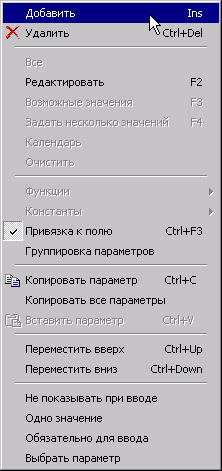 Добавить Ins
Удалить Ctrl+Del
Все
Редактировать F2
Возможные значения F3
Задать несколько значений F4
Календарь
Очистить
Функции
Константы
Привязка к полю Ctrl+F3
Группировка параметров
Копировать параметр Ctrl+C
Копировать все параметры
Вставить параметр Ctrl+V
Переместить вверх Ctrl+Up
Переместить вниз Ctrl+Down
Не показывать при вводе
Одно значение
Обязательно для ввода
Выбрать параметр